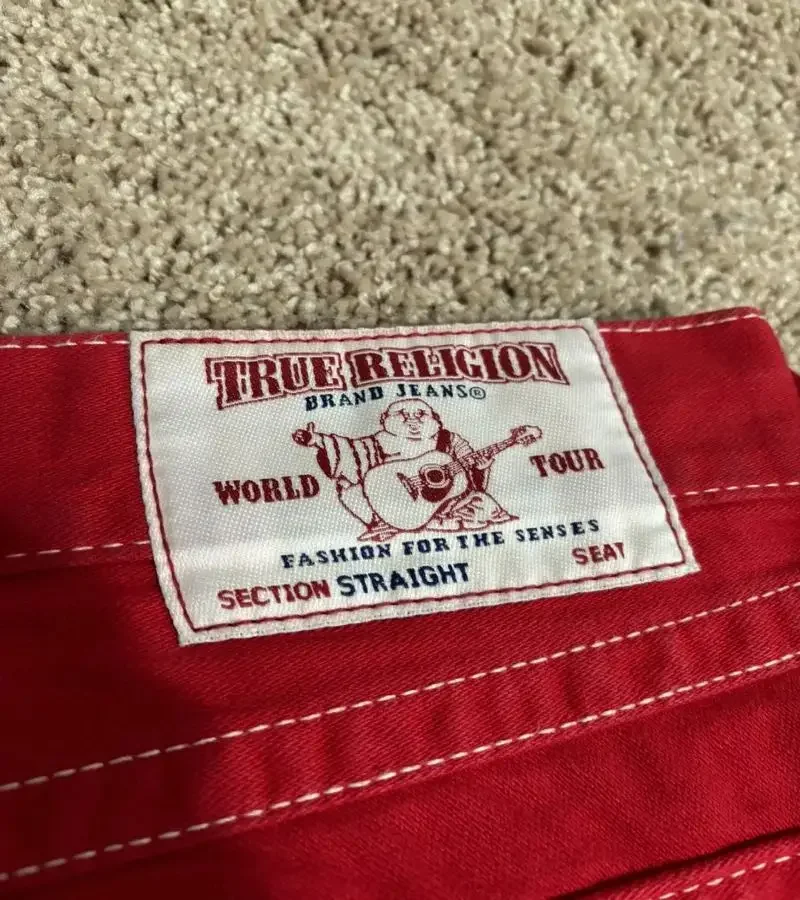 TRUE RELIGION
BRAND JEANS®
WORLD TOUR
FASHION FOR THE SENSES
SECTION STRAIGHT SEAT